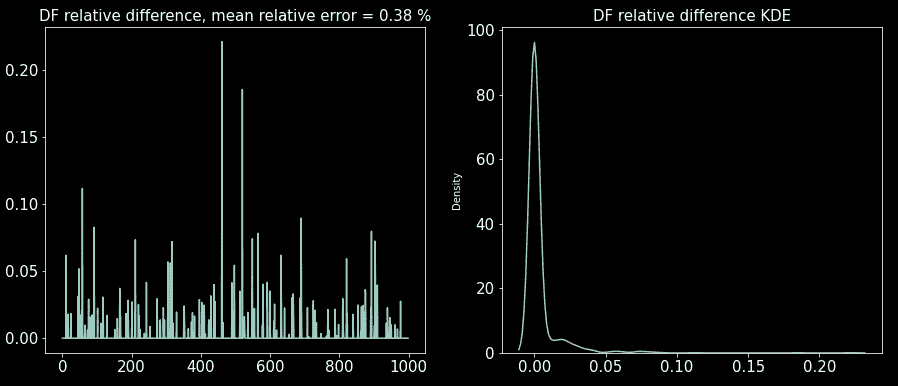 DF relative difference, mean relative error = 0.38 %
0.20
0.15
0.10
0.05
0.00
0 200 400 600 800 1000
DF relative difference KDE
Density
100
80
60
40
20
0
0.00 0.05 0.10 0.15 0.20